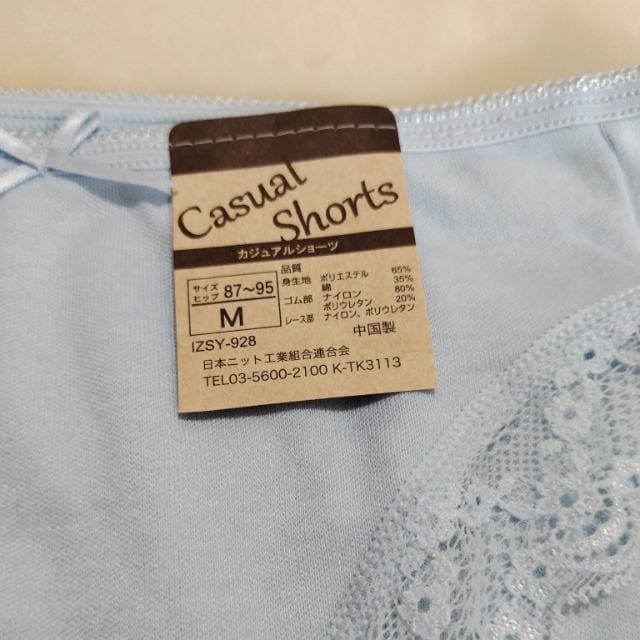 Casual
Shorts
カジュアルショーツ
サイズ
ヒップ 87~95
M
品質
身生地 ポリエステル 65%
綿 35%
ゴム部 ナイロン 80%
ポリウレタン 20%
レース部 ナイロン、ポリウレタン
中国製
IZSY-928
日本ニット工業組合連合会
TEL03-5600-2100 K-TK3113